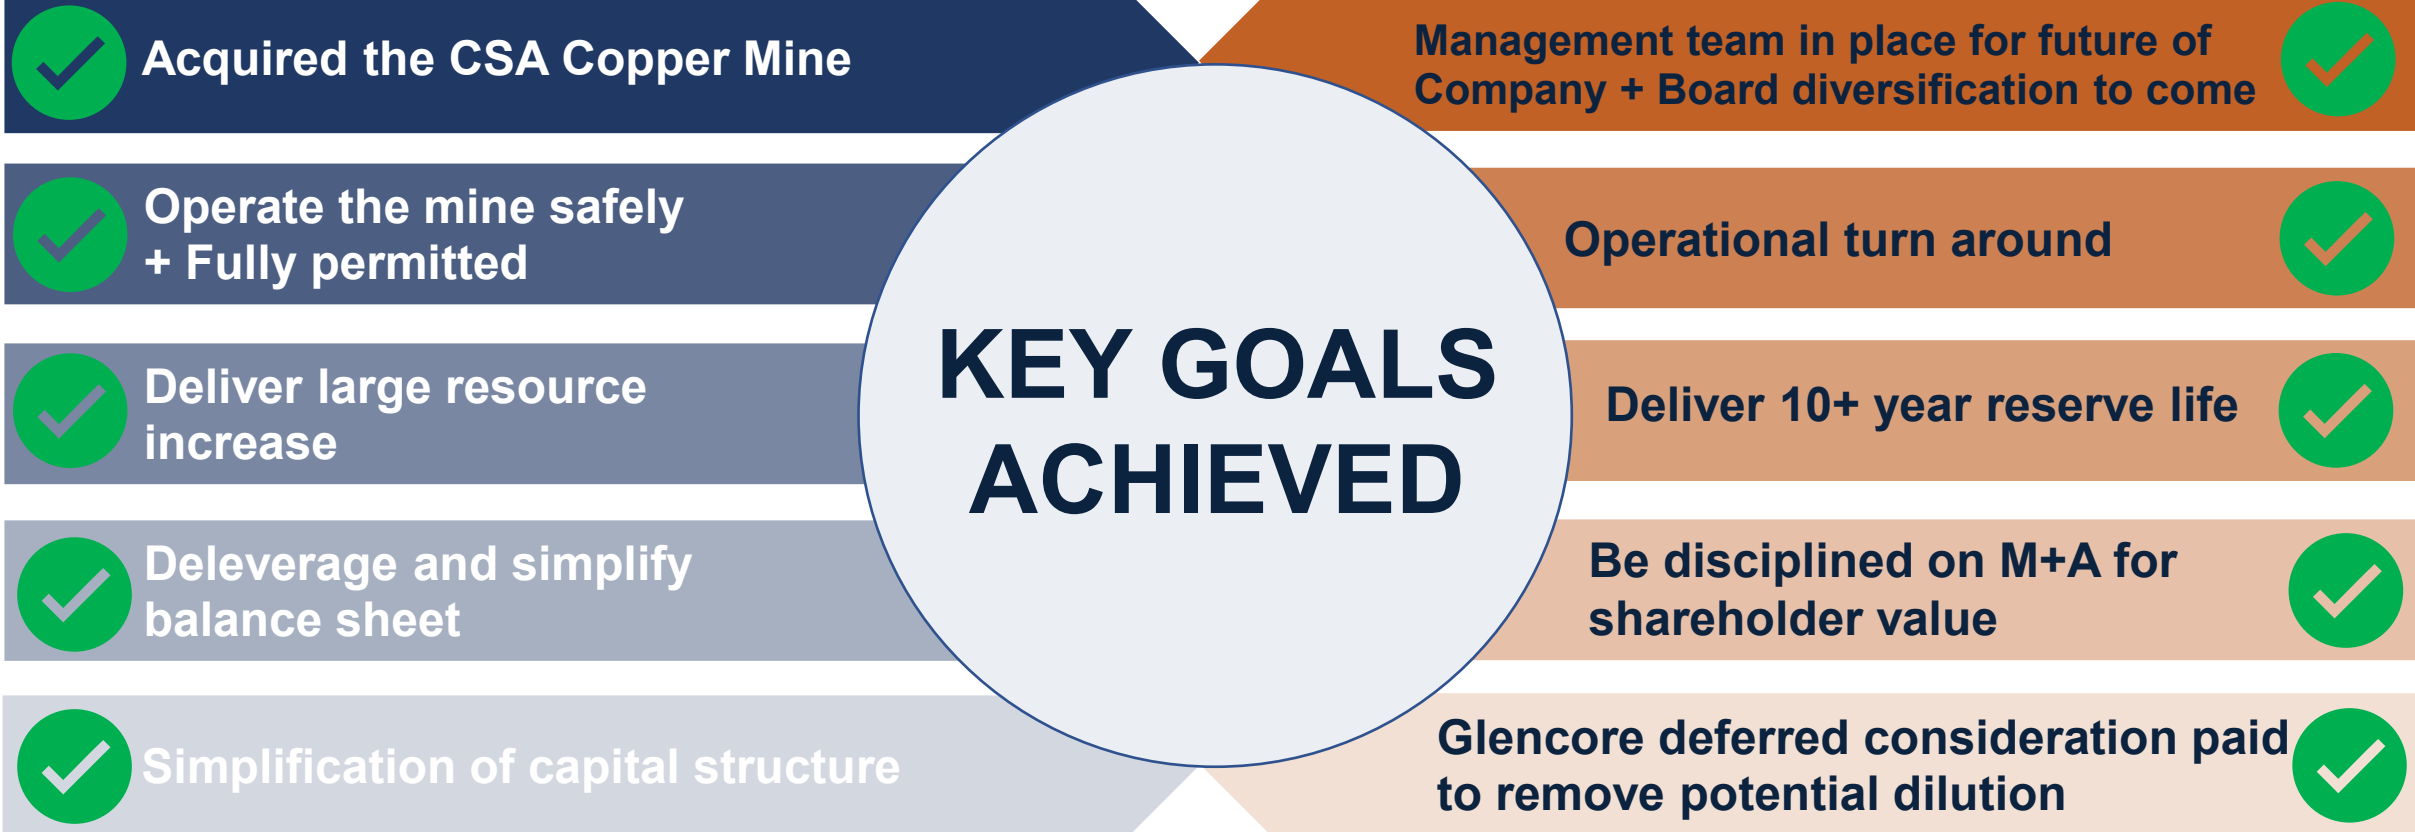 Acquired the CSA Copper Mine
Operate the mine safely
+ Fully permitted
Deliver large resource
increase
Deleverage and simplify
balance sheet
Simplification of capital structure
KEY GOALS
ACHIEVED
Management team in place for future of
Company + Board diversification to come
Operational turn around
Deliver 10+ year reserve life
Be disciplined on M+A for
shareholder value
Glencore deferred consideration paid
to remove potential dilution